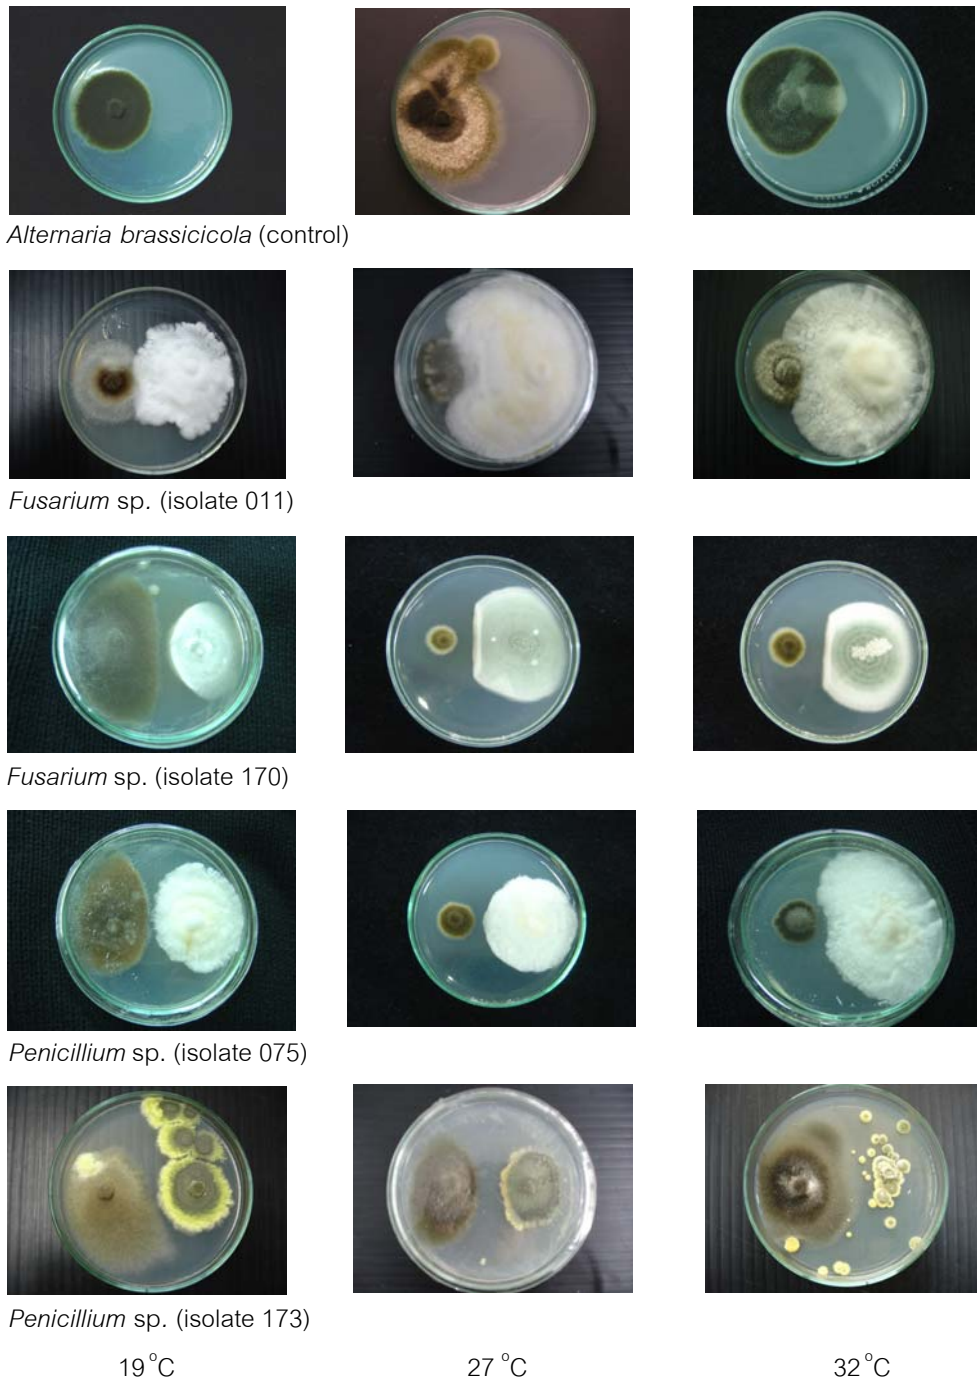 Alternaria brassicicola (control)
Fusarium sp. (isolate 011)
Fusarium sp. (isolate 170)
Penicillium sp. (isolate 075)
Penicillium sp. (isolate 173)
19 °C 27 °C 32 °C